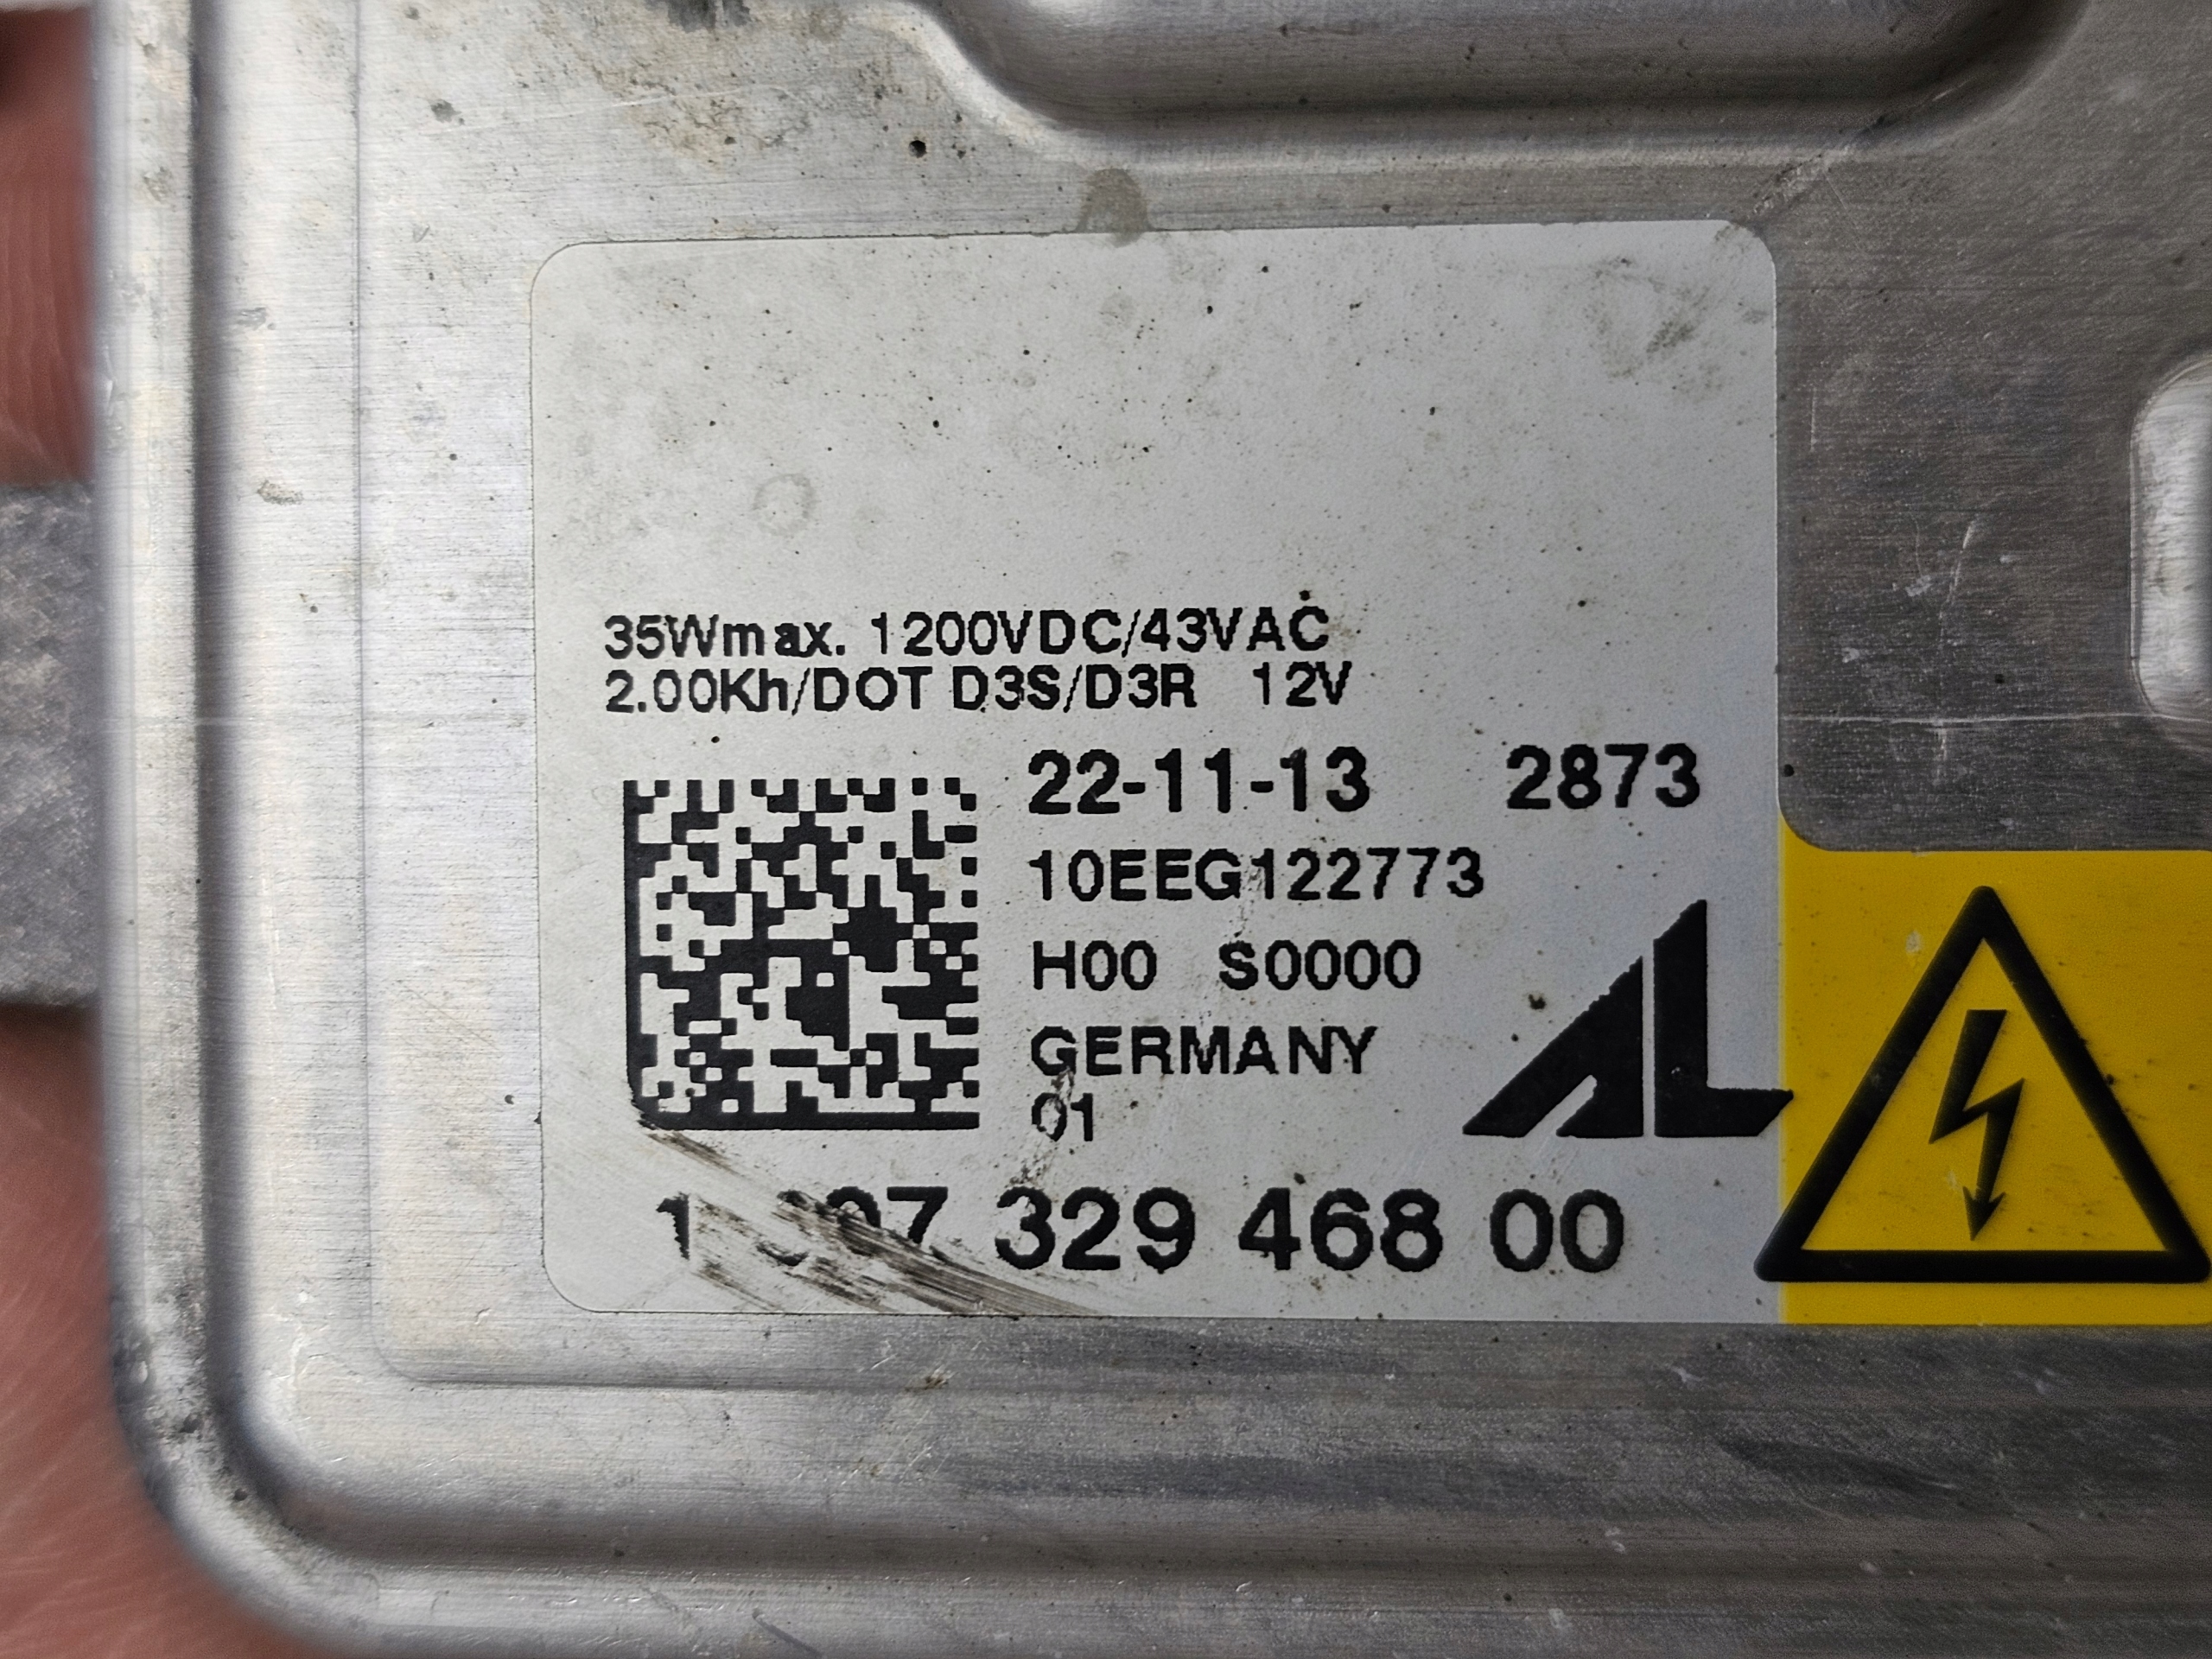 35Wmax. 1200VDC/43VAC
2.00Kh/DOT D3S/D3R 12V
22-11-13 2873
10EEG122773
H00 S0000
GERMANY
01
AL
329 468 00